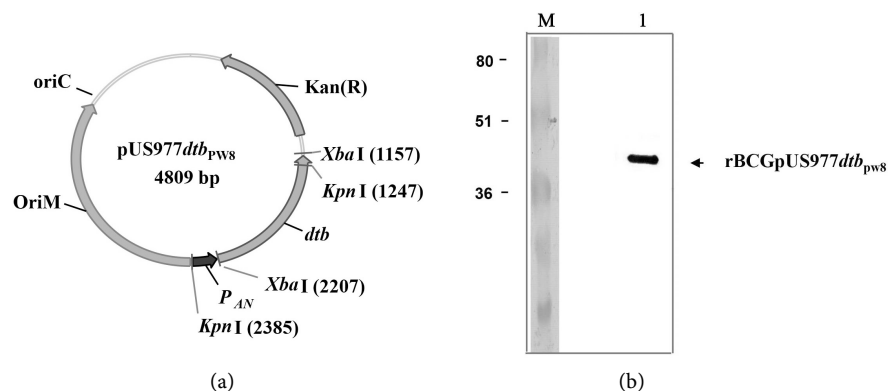 oriC
Kan(R)
pUS977dtbPW8
4809 bp
XbaI (1157)
KpnI (1247)
OriM
dtb
PAN
XbaI (2207)
KpnI (2385)
(a)
M 1
80
51
36
rBCGpUS977dtbpw8
(b)